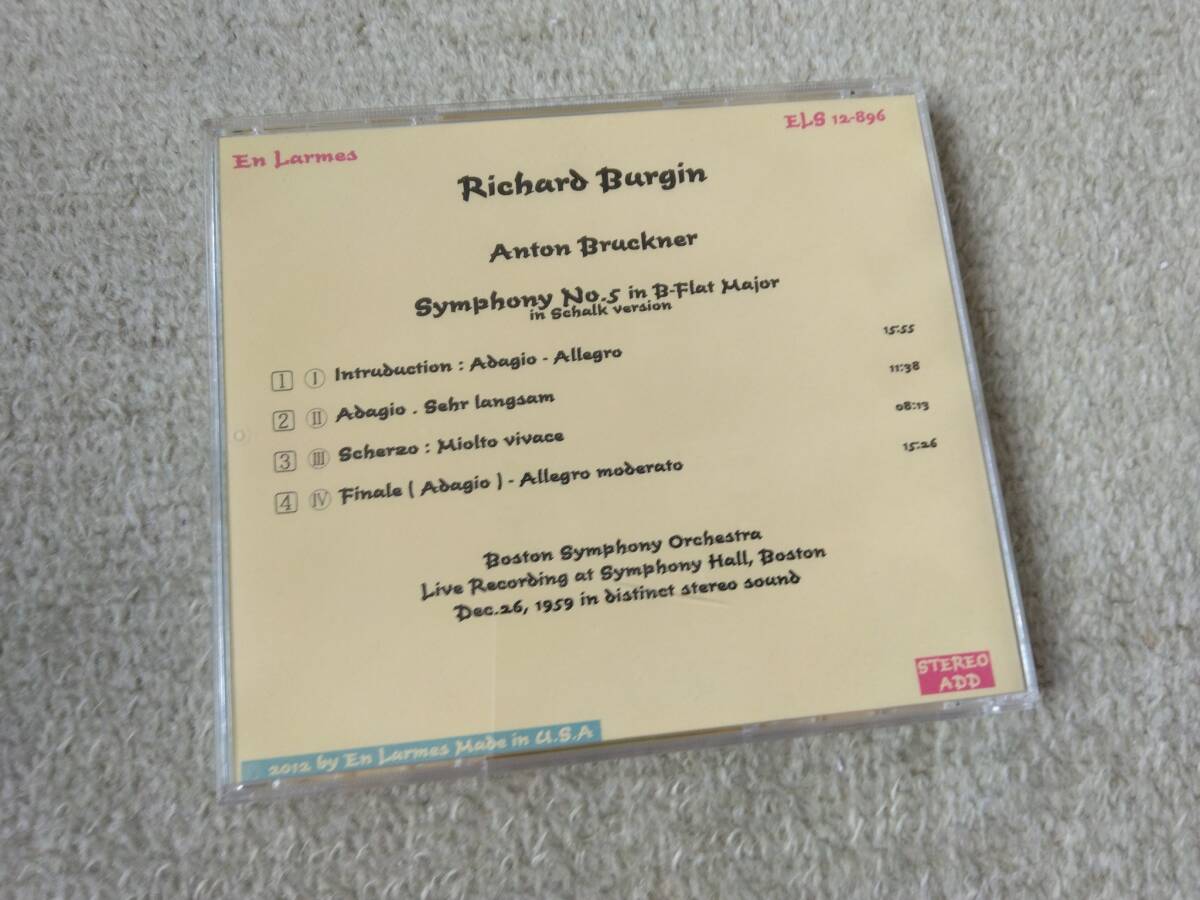 En Larmes
ELS 12-896
Richard Burgin
Anton Bruckner
Symphony No.5 in B-Flat Major
in Schalk version
1 Ⅰ Intruduction : Adagio - Allegro 15:55
2 Ⅱ Adagio . Sehr langsam 11:38
3 Ⅲ Scherzo : Miolto vivace 08:13
4 Ⅳ Finale ( Adagio ) - Allegro moderato 15:26
Boston Symphony Orchestra
Live Recording at Symphony Hall, Boston
Dec.26, 1959 in distinct stereo sound
STEREO
ADD
2012 by En Larmes Made in U.S.A